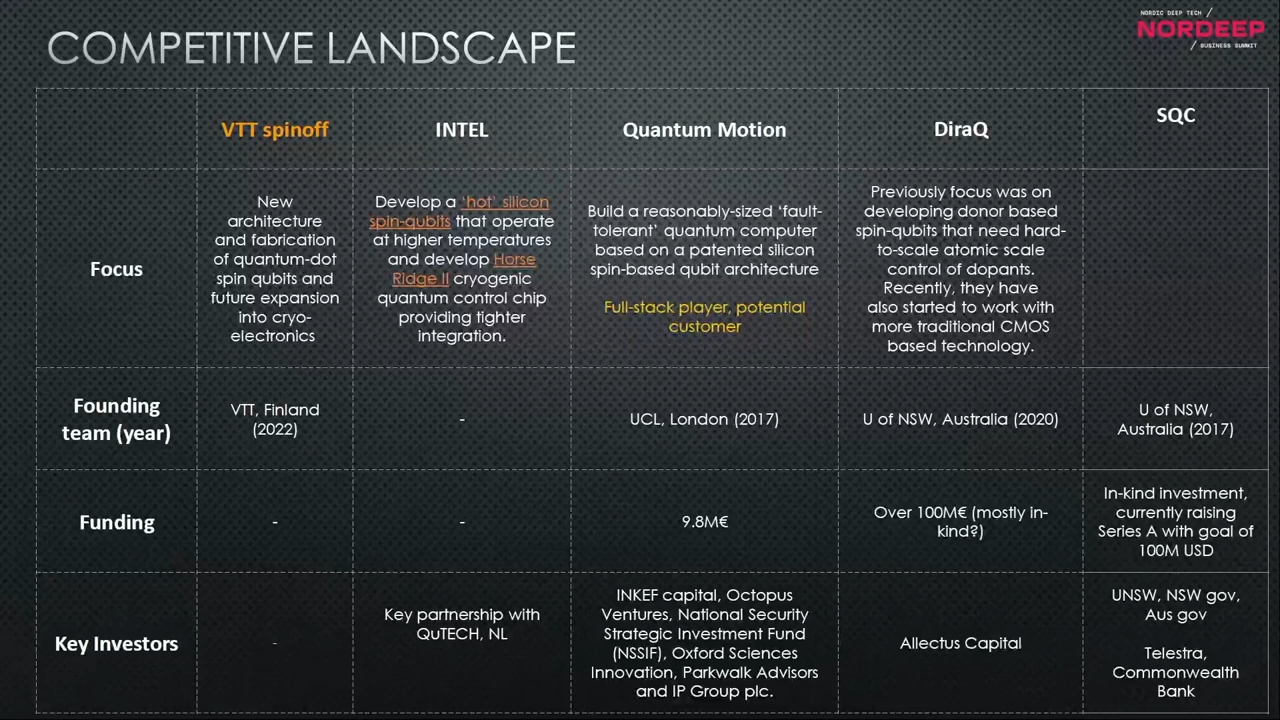 COMPETITIVE LANDSCAPE
NORDIC DEEP TECH /
NORDEEP
/ BUSINESS SUMMIT
VTT spinoff
INTEL
Quantum Motion
DiraQ
SQC
Focus
New
architecture
and fabrication
of quantum-dot
spin qubits and
future expansion
into cryo-
electronics
Develop a ‘hot’ silicon
spin-qubits that operate
at higher temperatures
and develop Horse
Ridge II cryogenic
quantum control chip
providing tighter
integration.
Build a reasonably-sized ‘fault-
tolerant’ quantum computer
based on a patented silicon
spin-based qubit architecture
Full-stack player, potential
customer
Previously focus was on
developing donor based
spin-qubits that need hard-
to-scale atomic scale
control of dopants.
Recently, they have
also started to work with
more traditional CMOS
based technology.
Founding
team (year)
VTT, Finland
(2022)
-
UCL, London (2017)
U of NSW, Australia (2020)
U of NSW,
Australia (2017)
Funding
-
-
9.8M€
Over 100M€ (mostly in-
kind?)
In-kind investment,
currently raising
Series A with goal of
100M USD
Key Investors
-
Key partnership with
QuTECH, NL
INKEF capital, Octopus
Ventures, National Security
Strategic Investment Fund
(NSSIF), Oxford Sciences
Innovation, Parkwalk Advisors
and IP Group plc.
Allectus Capital
UNSW, NSW gov,
Aus gov
Telestra,
Commonwealth
Bank